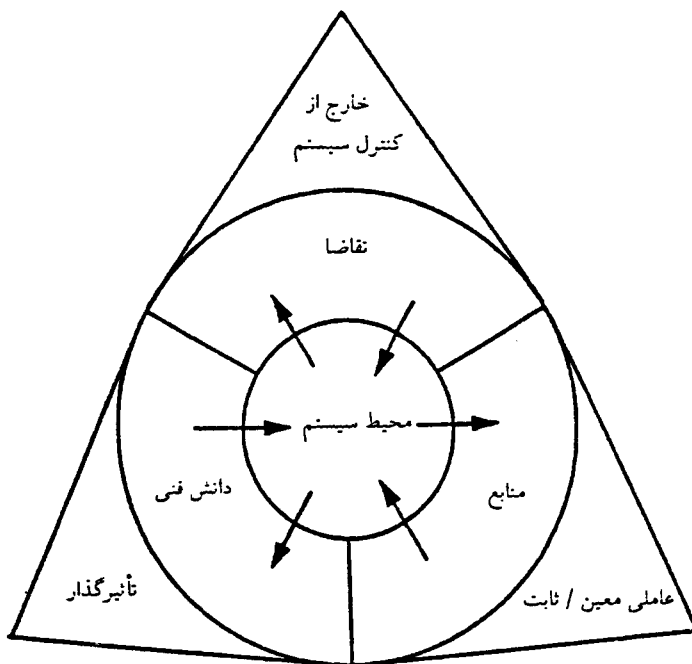 خارج از
کنترل سیستم
تقاضا
محیط سیستم
دانش فنی
منابع
تأثیرگذار
عاملی معین / ثابت